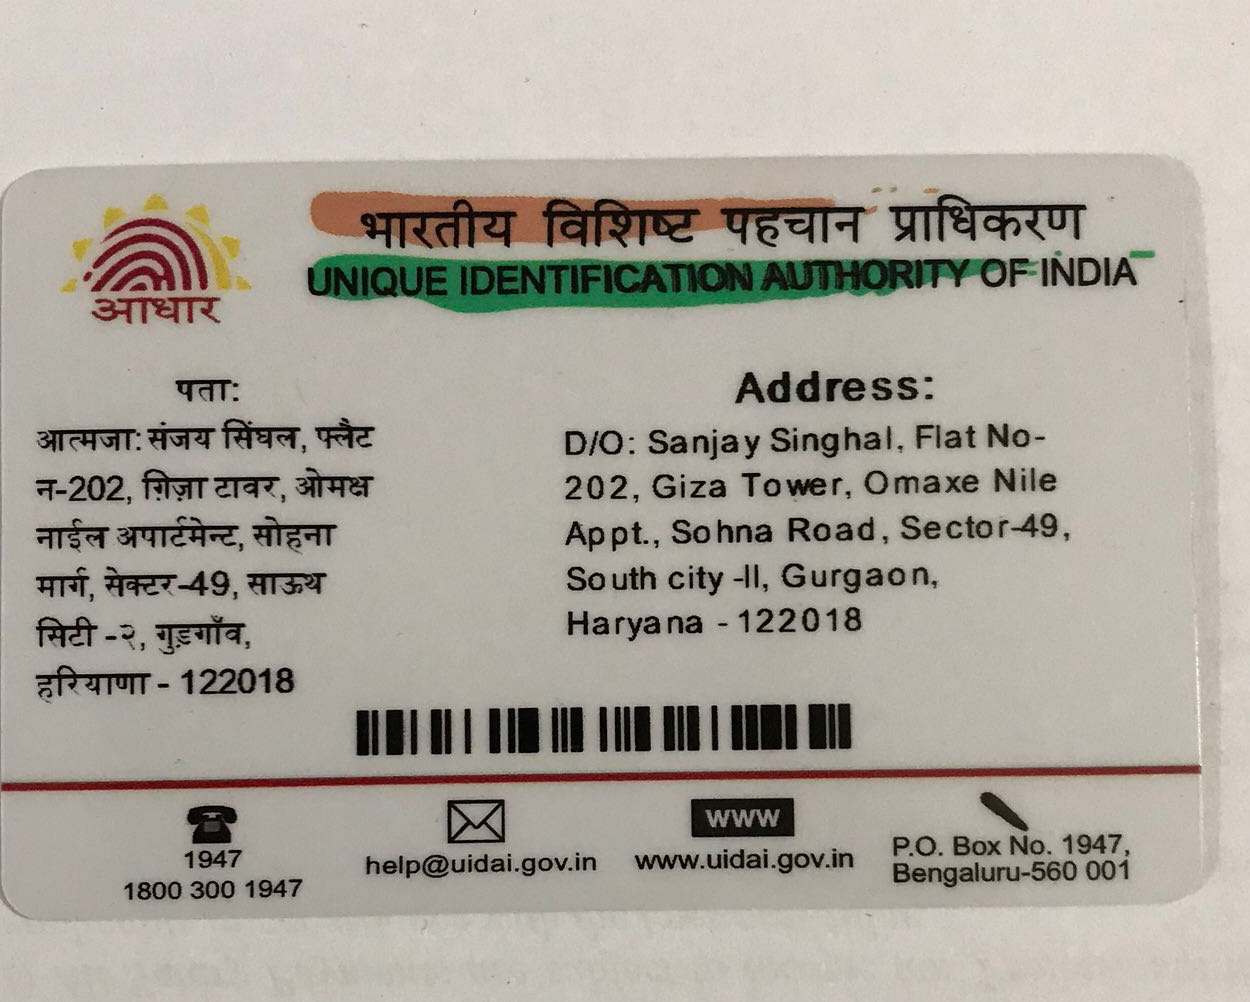 भारतीय विशिष्ट पहचान प्राधिकरण
UNIQUE IDENTIFICATION AUTHORITY OF INDIA
आधार
पता:
आत्मजा: संजय सिंघल, फ्लैट
न-202, ग़िज़ा टावर, ओमक्ष
नाईल अपार्टमेन्ट, सोहना
मार्ग, सेक्टर-49, साऊथ
सिटी -२, गुड़गाँव,
हरियाणा - 122018
Address:
D/O: Sanjay Singhal, Flat No-
202, Giza Tower, Omaxe Nile
Appt., Sohna Road, Sector-49,
South city -II, Gurgaon,
Haryana - 122018
1947
1800 300 1947
help@uidai.gov.in
www
www.uidai.gov.in
P.O. Box No. 1947,
Bengaluru-560 001